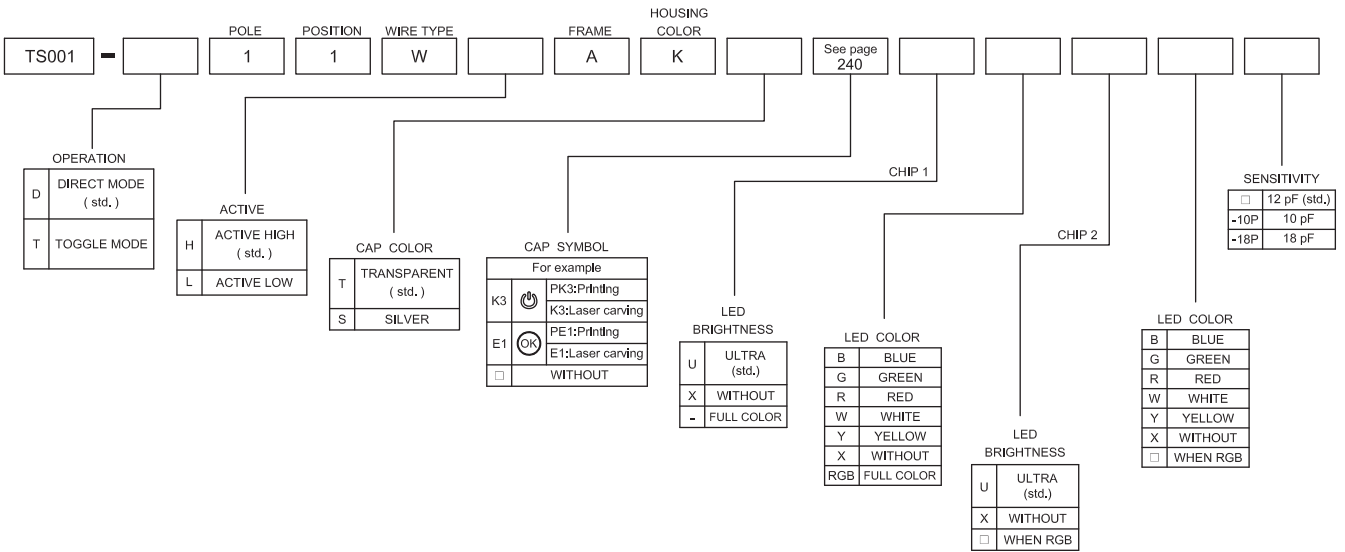 HOUSING
POLE POSITION WIRE TYPE FRAME COLOR
TS001 - 1 1 W A K See page
240
OPERATION
D DIRECT MODE
( std. )
T TOGGLE MODE
ACTIVE
H ACTIVE HIGH
( std. )
L ACTIVE LOW
CAP COLOR
T TRANSPARENT
( std. )
S SILVER
CAP SYMBOL
For example
K3 PK3:Printing
K3:Laser carving
E1 OK PE1:Printing
E1:Laser carving
□ WITHOUT
CHIP 1
LED
BRIGHTNESS
U ULTRA
(std.)
X WITHOUT
- FULL COLOR
LED COLOR
B BLUE
G GREEN
R RED
W WHITE
Y YELLOW
X WITHOUT
RGB FULL COLOR
CHIP 2
LED
BRIGHTNESS
U ULTRA
(std.)
X WITHOUT
□ WHEN RGB
LED COLOR
B BLUE
G GREEN
R RED
W WHITE
Y YELLOW
X WITHOUT
□ WHEN RGB
SENSITIVITY
□ 12 pF (std.)
-10P 10 pF
-18P 18 pF